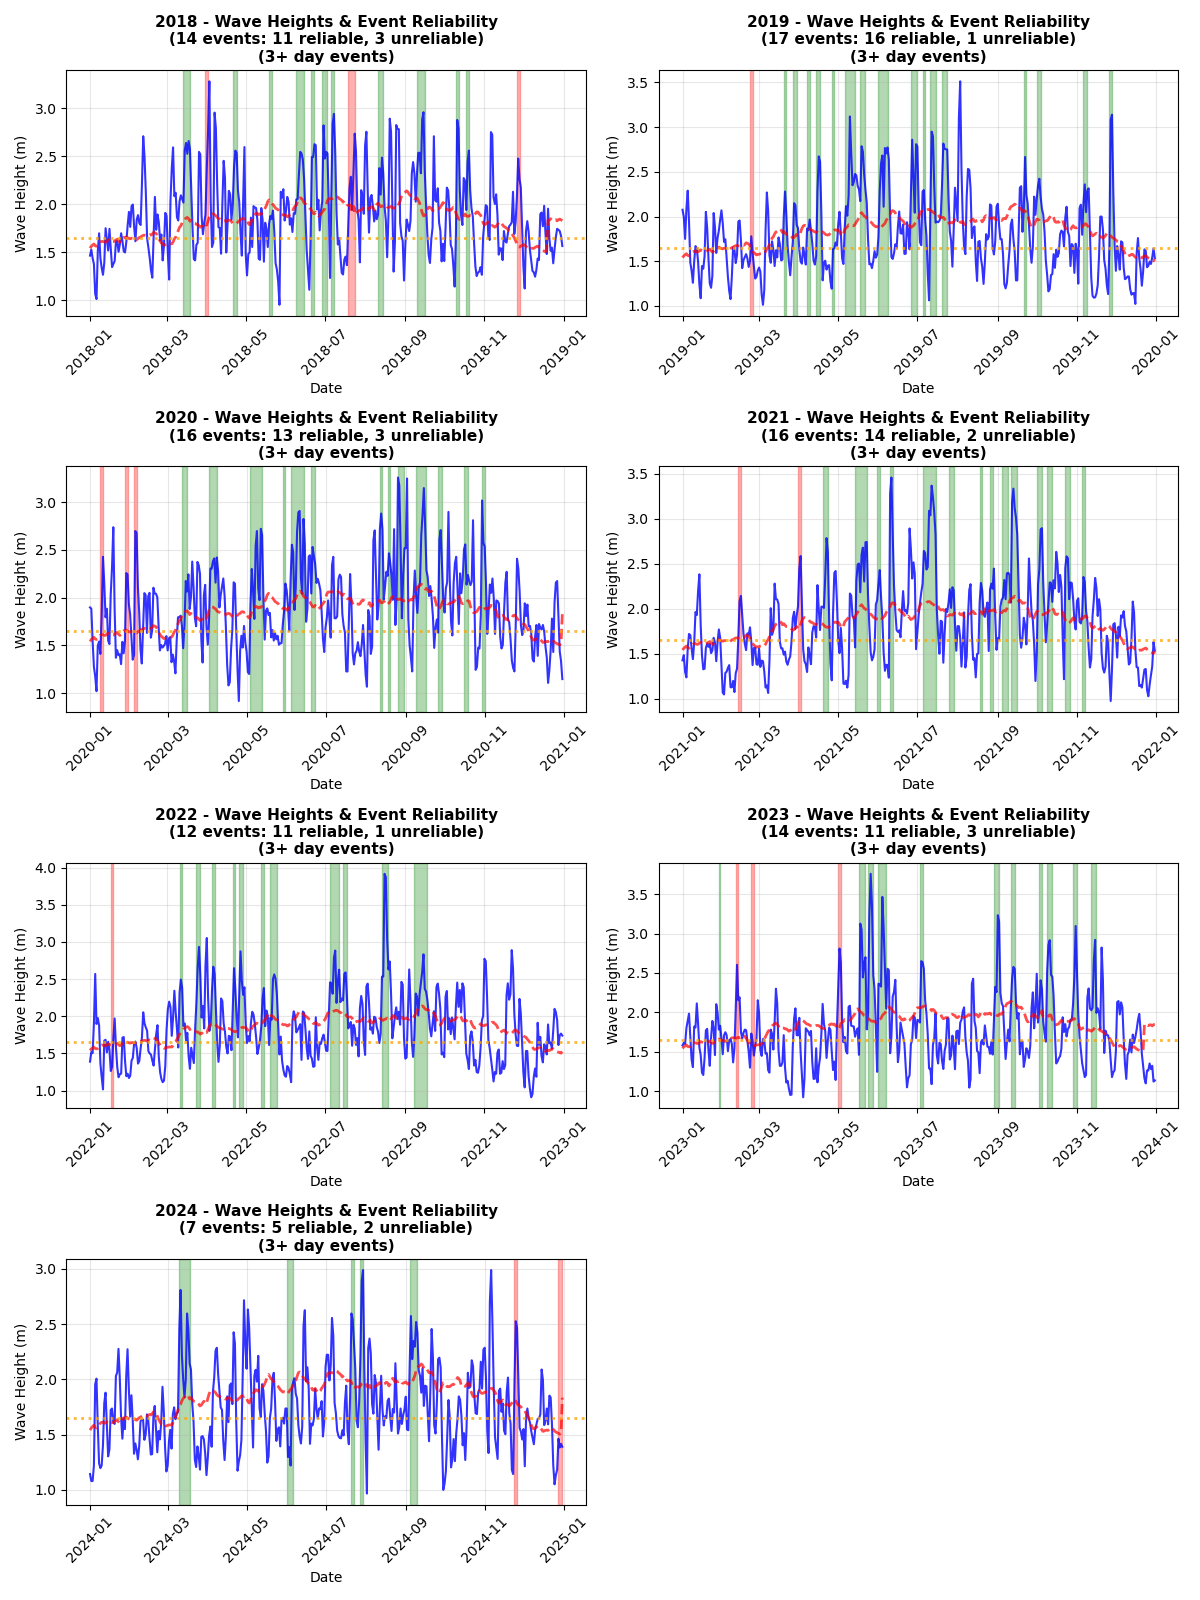 2018 - Wave Heights & Event Reliability
(14 events: 11 reliable, 3 unreliable)
(3+ day events)
Wave Height (m)
3.0
2.5
2.0
1.5
1.0
2018-01
2018-03
2018-05
2018-07
2018-09
2018-11
2019-01
Date
2019 - Wave Heights & Event Reliability
(17 events: 16 reliable, 1 unreliable)
(3+ day events)
Wave Height (m)
3.5
3.0
2.5
2.0
1.5
1.0
2019-01
2019-03
2019-05
2019-07
2019-09
2019-11
2020-01
Date
2020 - Wave Heights & Event Reliability
(16 events: 13 reliable, 3 unreliable)
(3+ day events)
Wave Height (m)
3.0
2.5
2.0
1.5
1.0
2020-01
2020-03
2020-05
2020-07
2020-09
2020-11
2021-01
Date
2021 - Wave Heights & Event Reliability
(16 events: 14 reliable, 2 unreliable)
(3+ day events)
Wave Height (m)
3.5
3.0
2.5
2.0
1.5
1.0
2021-01
2021-03
2021-05
2021-07
2021-09
2021-11
2022-01
Date
2022 - Wave Heights & Event Reliability
(12 events: 11 reliable, 1 unreliable)
(3+ day events)
Wave Height (m)
4.0
3.5
3.0
2.5
2.0
1.5
1.0
2022-01
2022-03
2022-05
2022-07
2022-09
2022-11
2023-01
Date
2023 - Wave Heights & Event Reliability
(14 events: 11 reliable, 3 unreliable)
(3+ day events)
Wave Height (m)
3.5
3.0
2.5
2.0
1.5
1.0
2023-01
2023-03
2023-05
2023-07
2023-09
2023-11
2024-01
Date
2024 - Wave Heights & Event Reliability
(7 events: 5 reliable, 2 unreliable)
(3+ day events)
Wave Height (m)
3.0
2.5
2.0
1.5
1.0
2024-01
2024-03
2024-05
2024-07
2024-09
2024-11
2025-01
Date